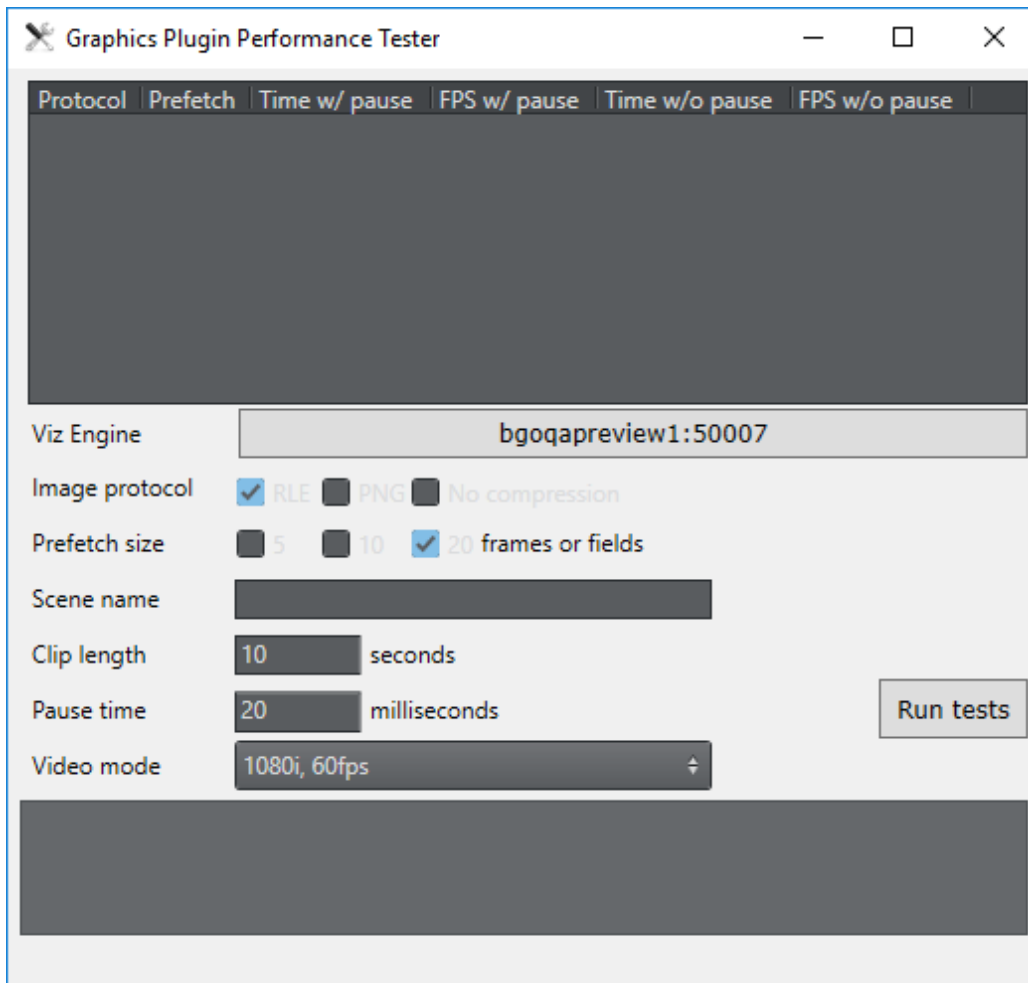 Graphics Plugin Performance Tester
Protocol Prefetch Time w/ pause FPS w/ pause Time w/o pause FPS w/o pause
Viz Engine bgoqapreview1:50007
Image protocol RLE PNG No compression
Prefetch size 5 10 20 frames or fields
Scene name
Clip length 10 seconds
Pause time 20 milliseconds Run tests
Video mode 1080i, 60fps